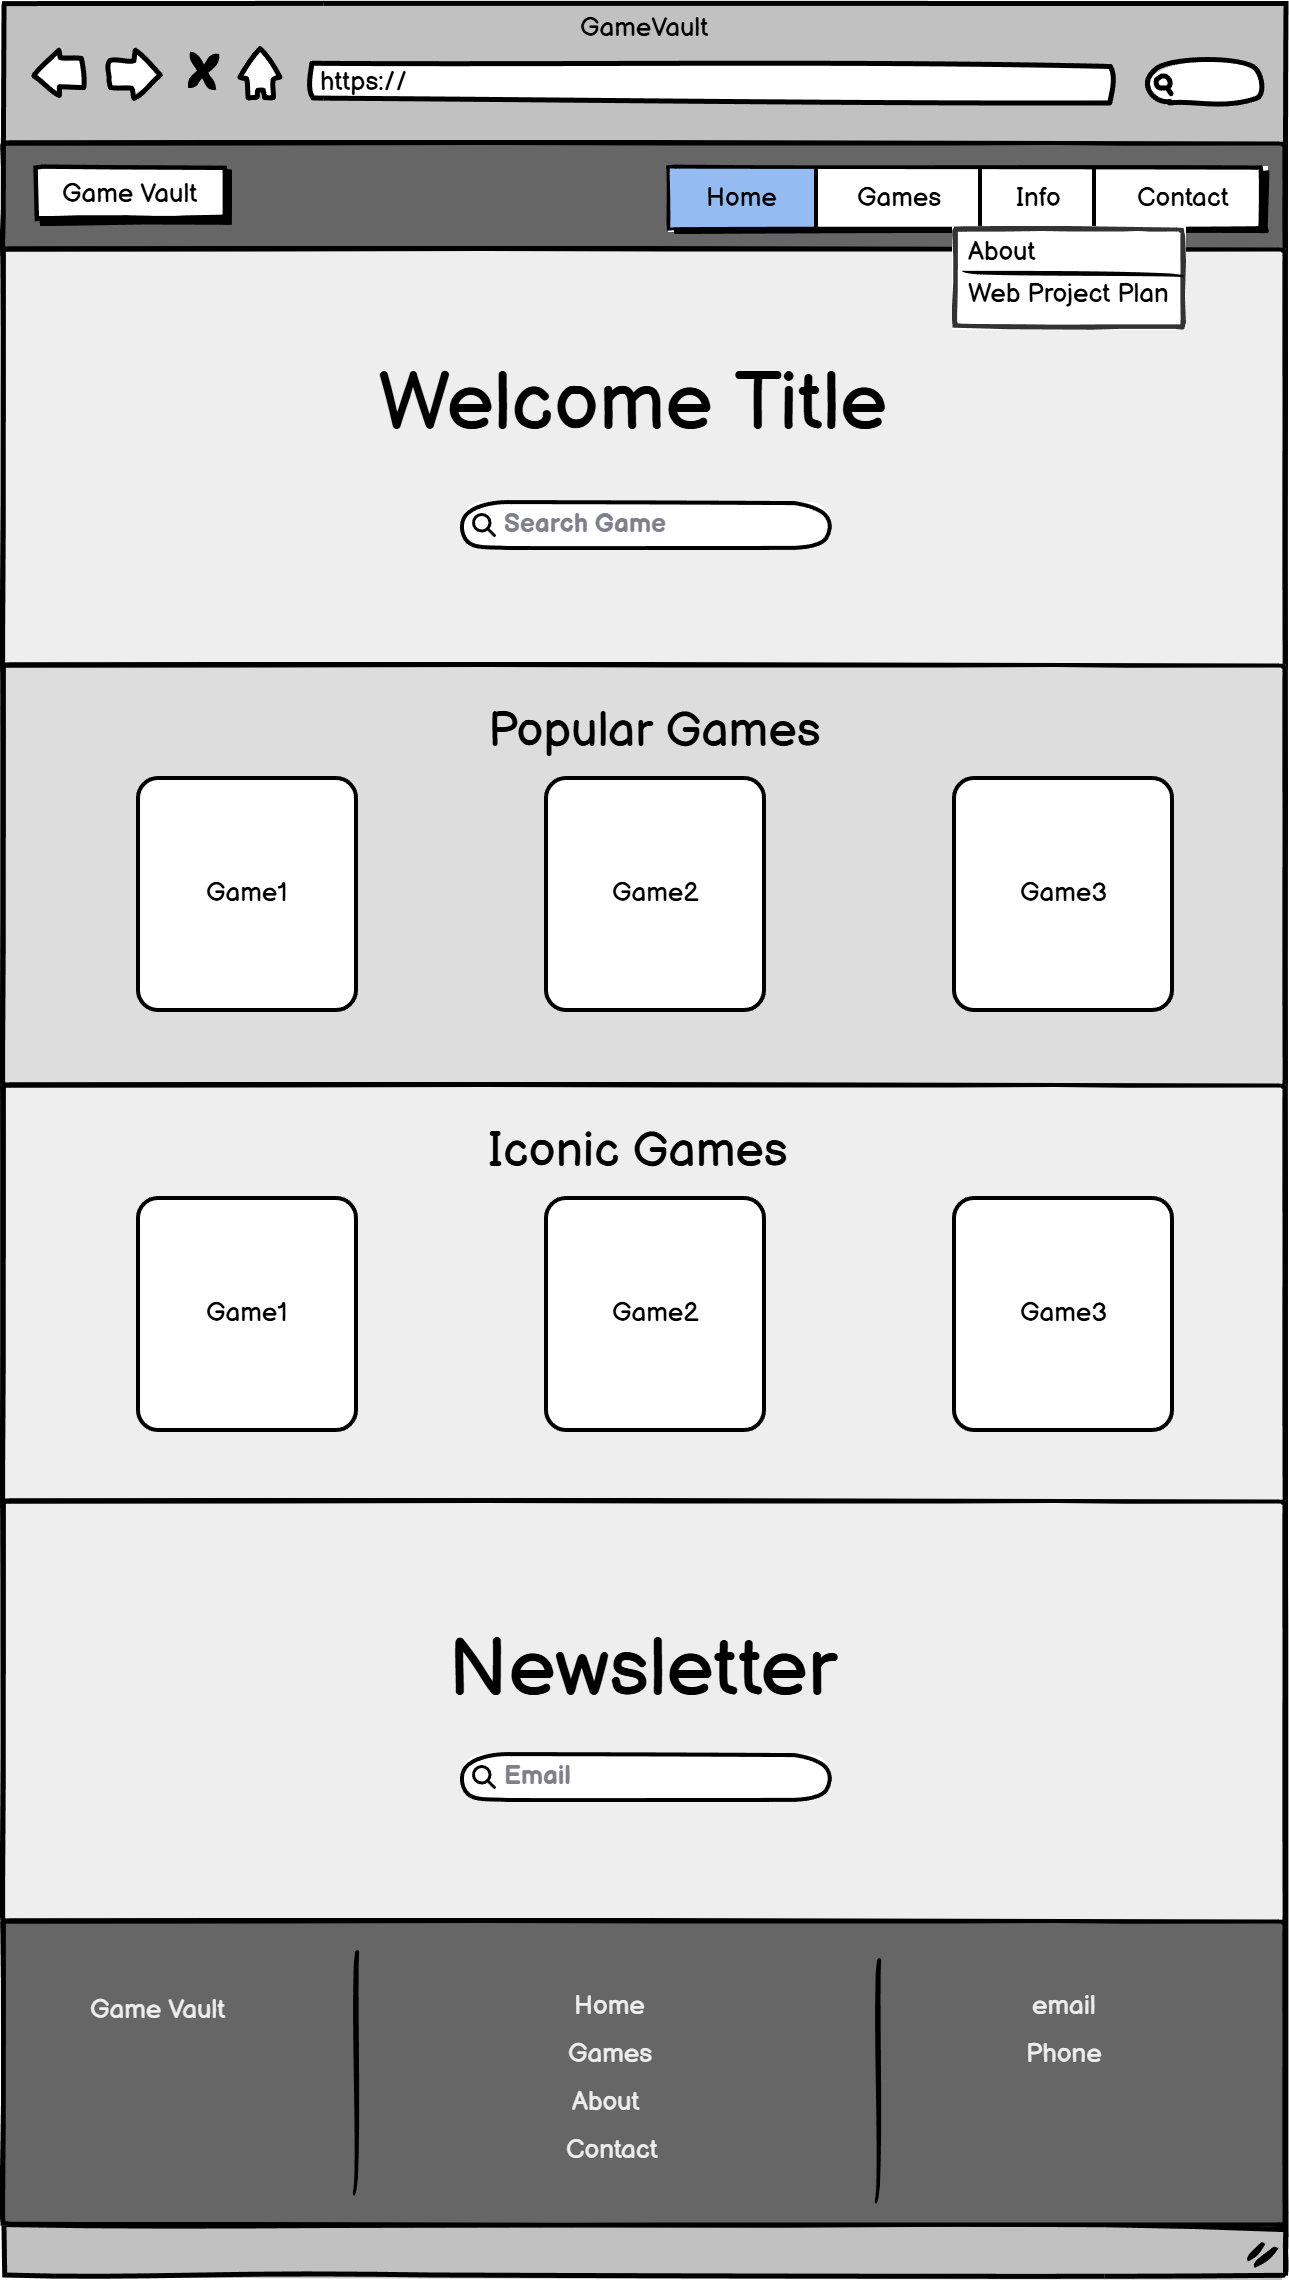 GameVault
https://
Game Vault
Home Games Info Contact
About
Web Project Plan
Welcome Title
Search Game
Popular Games
Game1 Game2 Game3
Iconic Games
Game1 Game2 Game3
Newsletter
Email
Game Vault
Home
Games
About
Contact
email
Phone